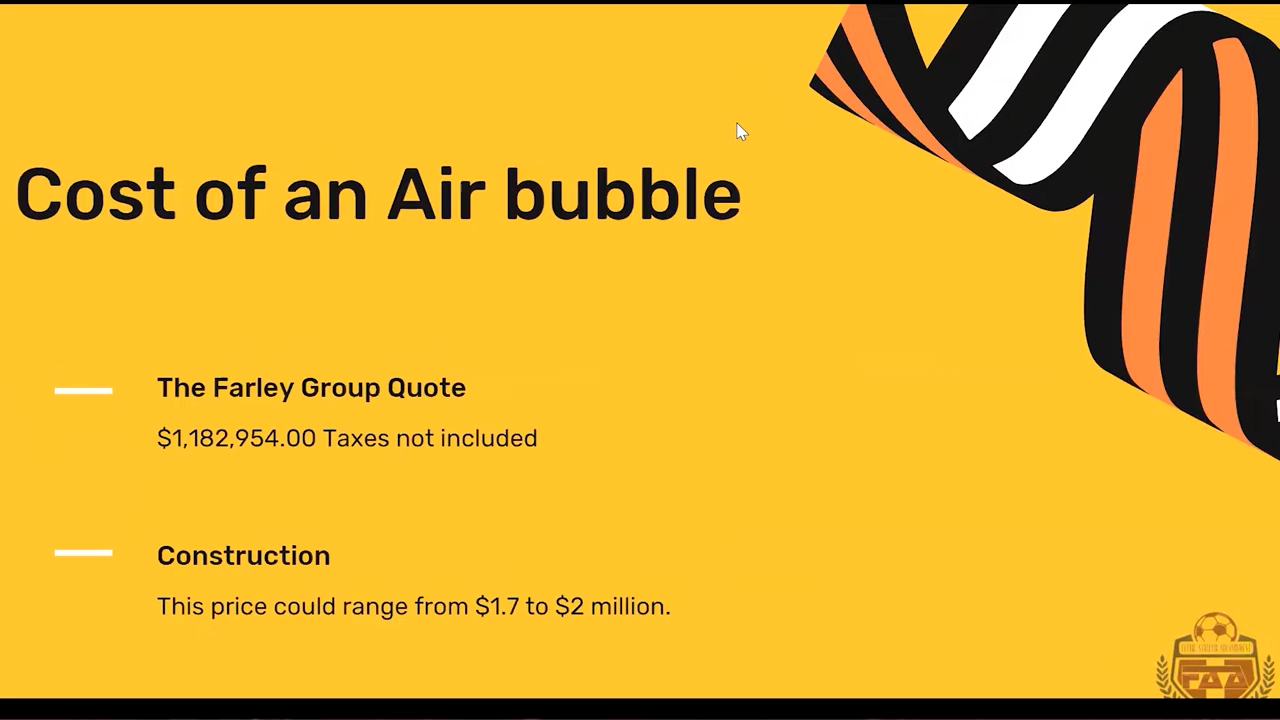 Cost of an Air bubble
The Farley Group Quote
$1,182,954.00 Taxes not included
Construction
This price could range from $1.7 to $2 million.
FAA